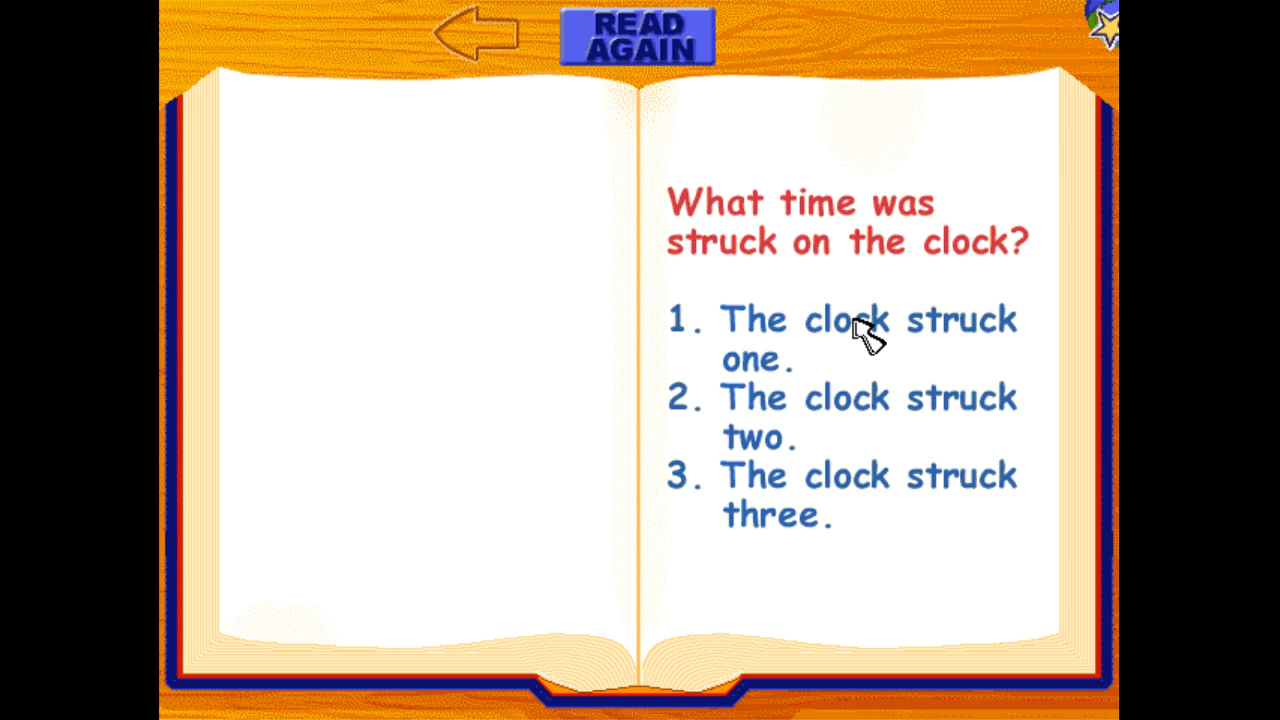 READ
AGAIN
What time was
struck on the clock?
1. The clock struck
one.
2. The clock struck
two.
3. The clock struck
three.